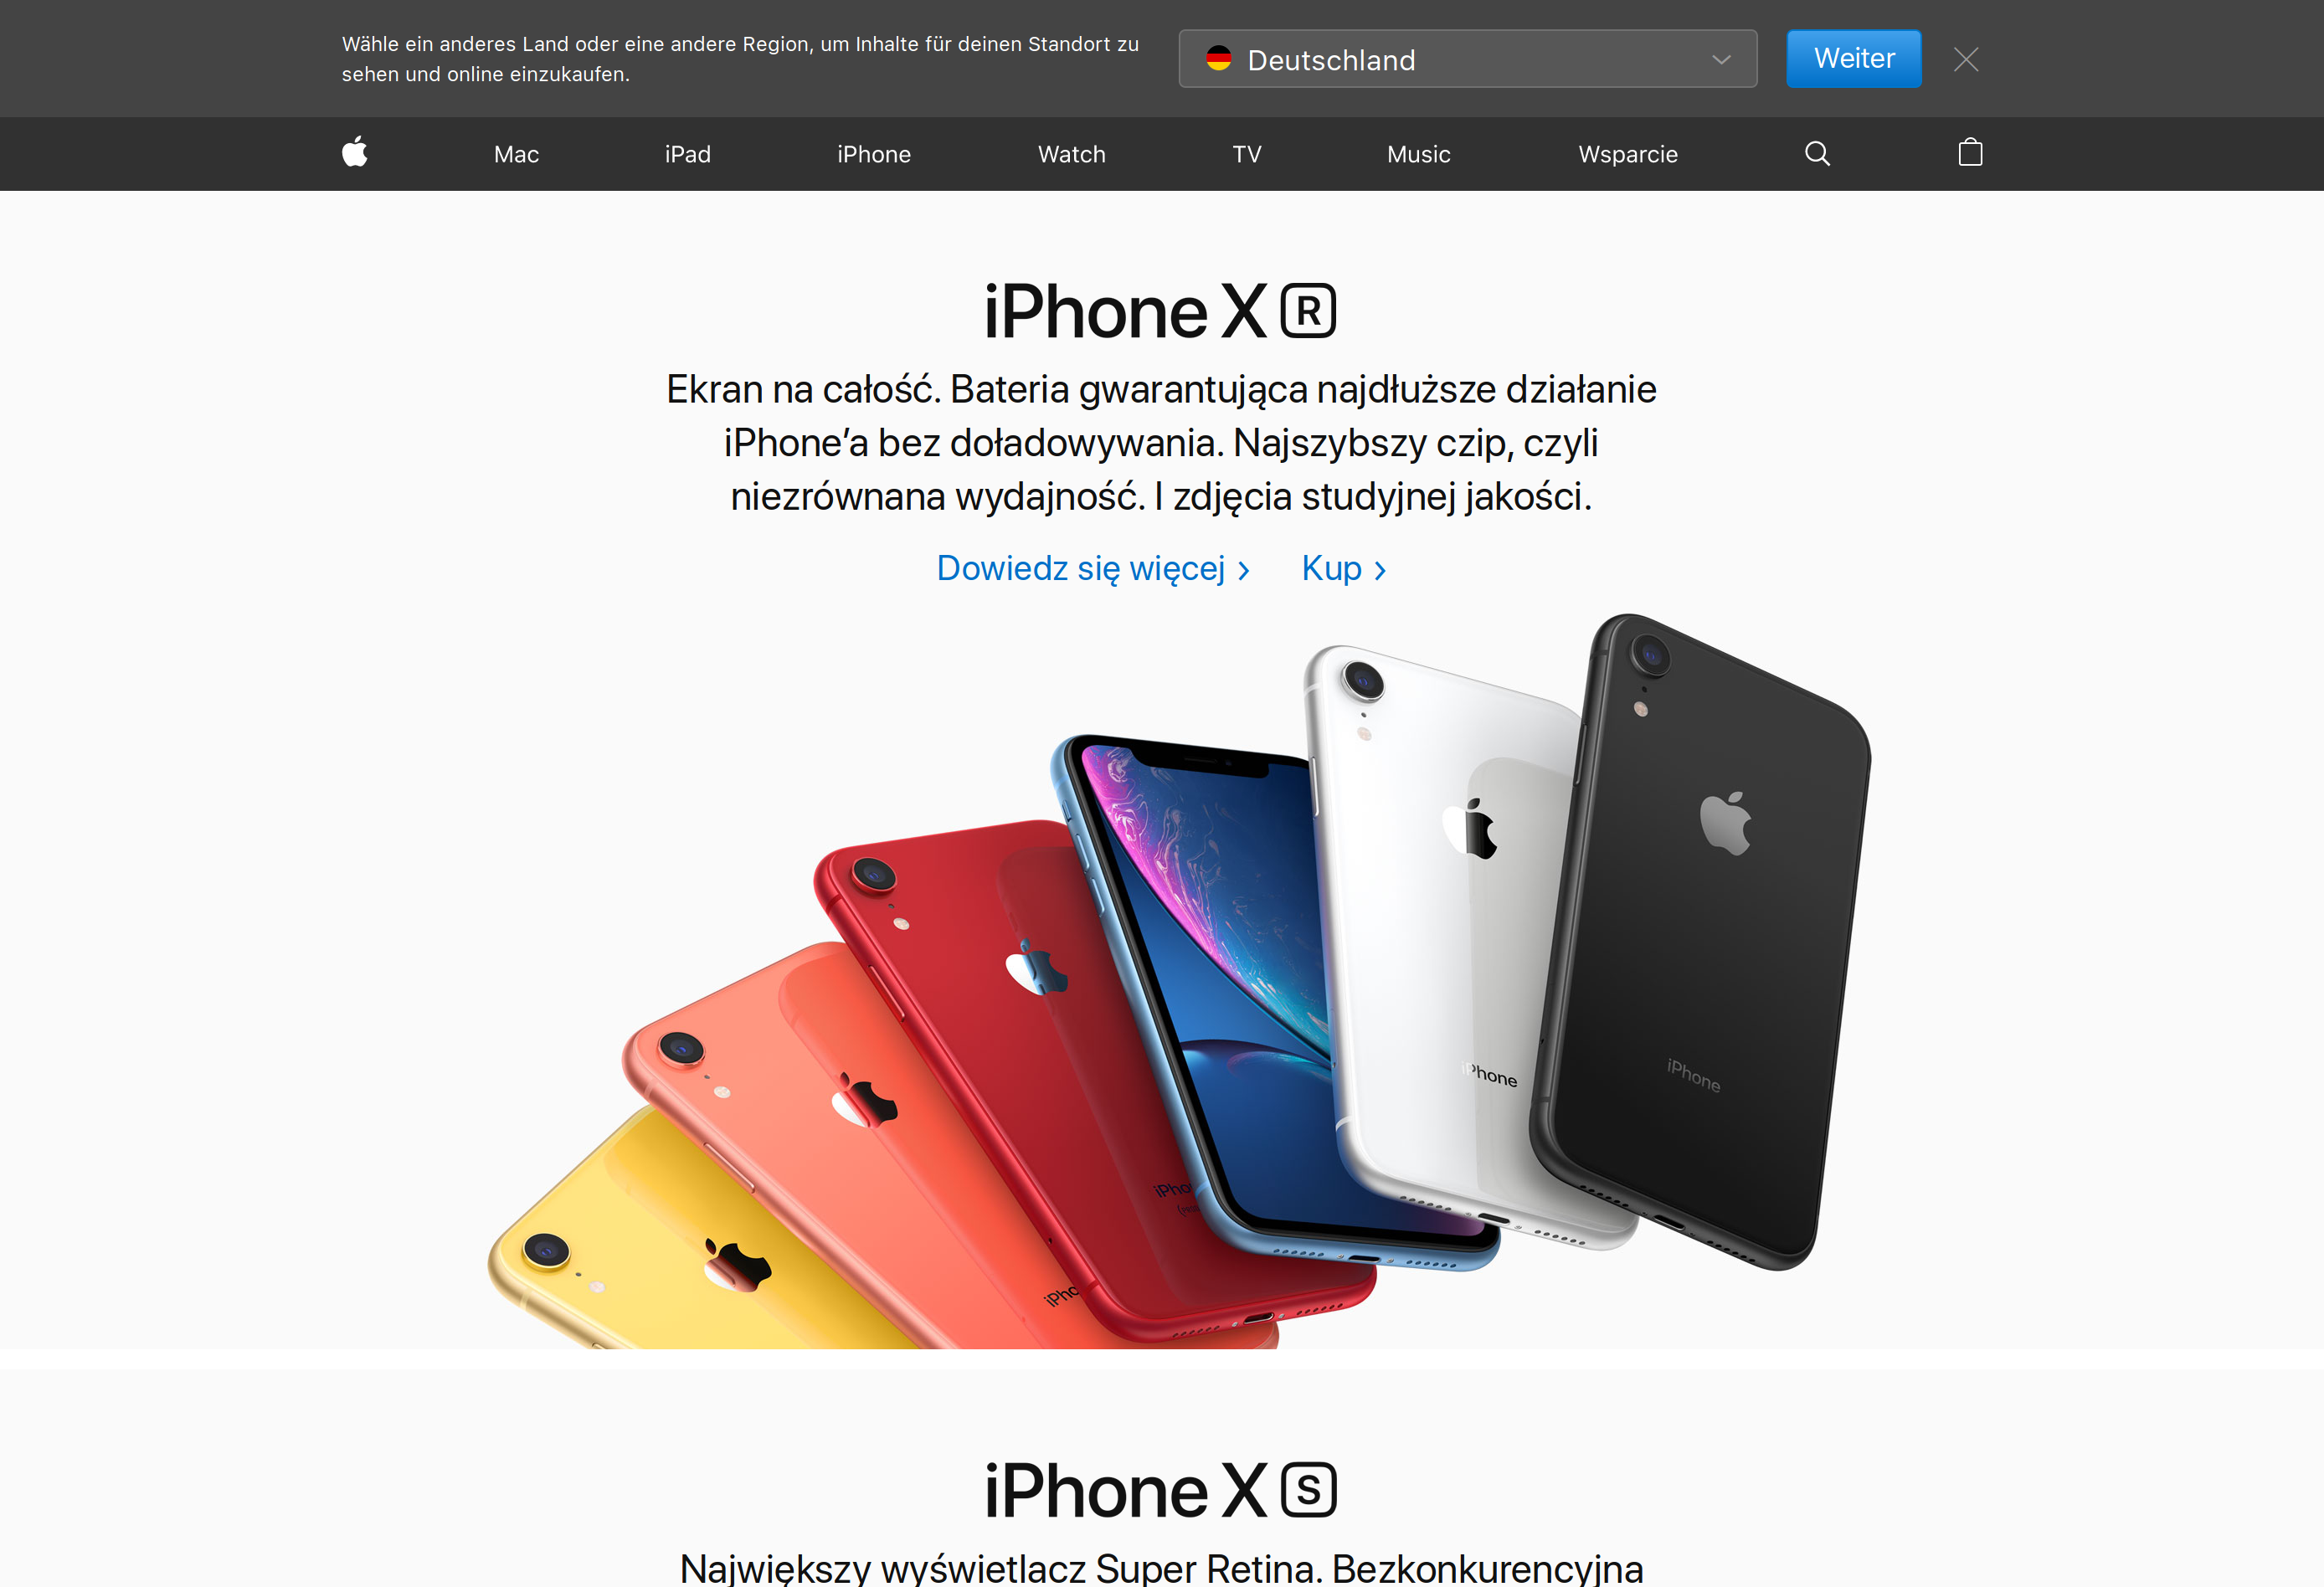 Wähle ein anderes Land oder eine andere Region, um Inhalte für deinen Standort zu
sehen und online einzukaufen.
Deutschland
Weiter
Mac iPad iPhone Watch TV Music Wsparcie
iPhone XR
Ekran na całość. Bateria gwarantująca najdłuższe działanie
iPhone’a bez doładowywania. Najszybszy czip, czyli
niezrównana wydajność. I zdjęcia studyjnej jakości.
Dowiedz się więcej > Kup >
iPhone
iPhone
iPho
iPho
iPhone XS
Największy wyświetlacz Super Retina. Bezkonkurencyjna